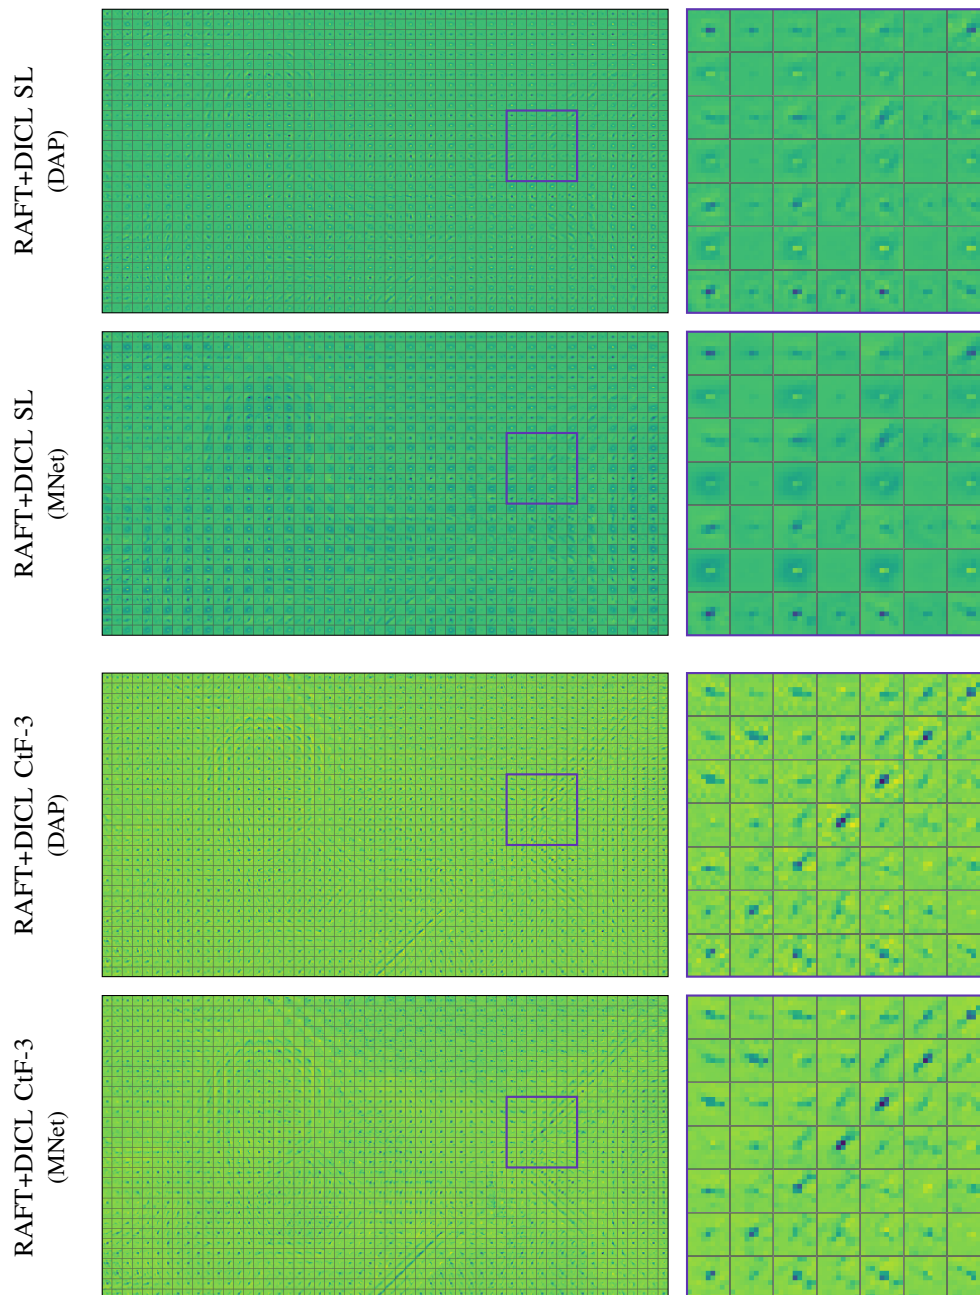 RAFT+DICL SL
(DAP)
RAFT+DICL SL
(MNet)
RAFT+DICL CtF-3
(DAP)
RAFT+DICL CtF-3
(MNet)